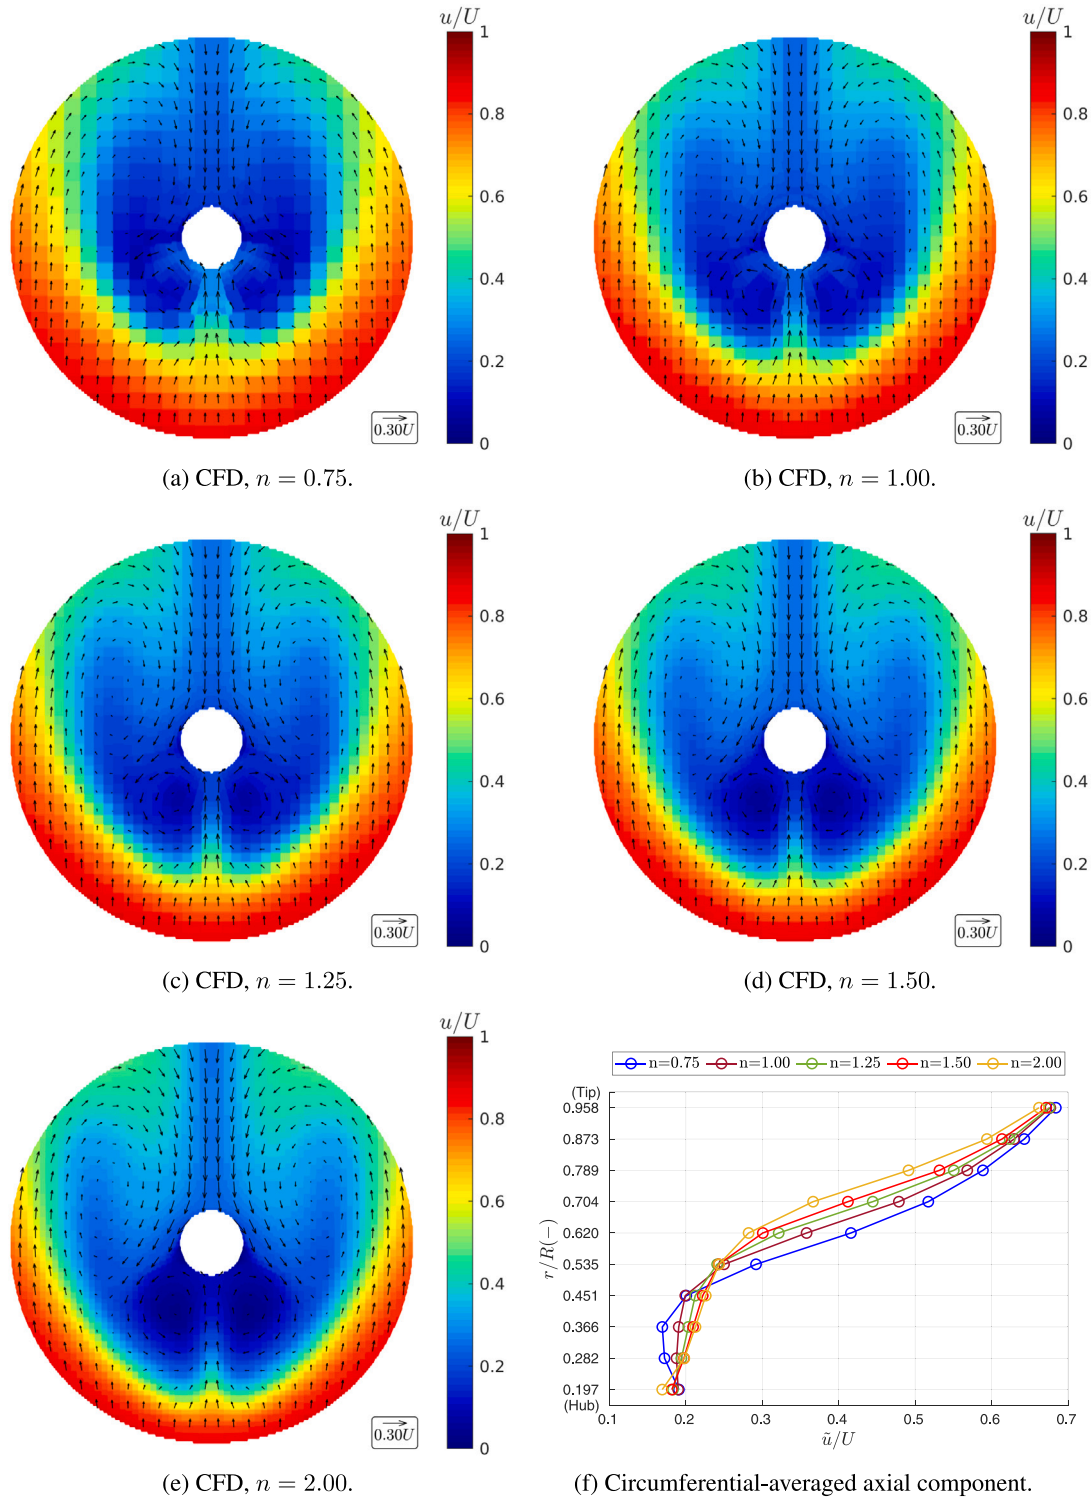 u/U
1
0.8
0.6
0.4
0.2
0
0.30U
(a) CFD, n = 0.75.
u/U
1
0.8
0.6
0.4
0.2
0
0.30U
(b) CFD, n = 1.00.
u/U
1
0.8
0.6
0.4
0.2
0
0.30U
(c) CFD, n = 1.25.
u/U
1
0.8
0.6
0.4
0.2
0
0.30U
(d) CFD, n = 1.50.
u/U
1
0.8
0.6
0.4
0.2
0
0.30U
(e) CFD, n = 2.00.
n=0.75 n=1.00 n=1.25 n=1.50 n=2.00
(Tip)
0.958
0.873
0.789
0.704
0.620
0.535
0.451
0.366
0.282
0.197
(Hub)
r/R(−)
0.1 0.2 0.3 0.4 0.5 0.6 0.7
ũ/U
(f) Circumferential-averaged axial component.